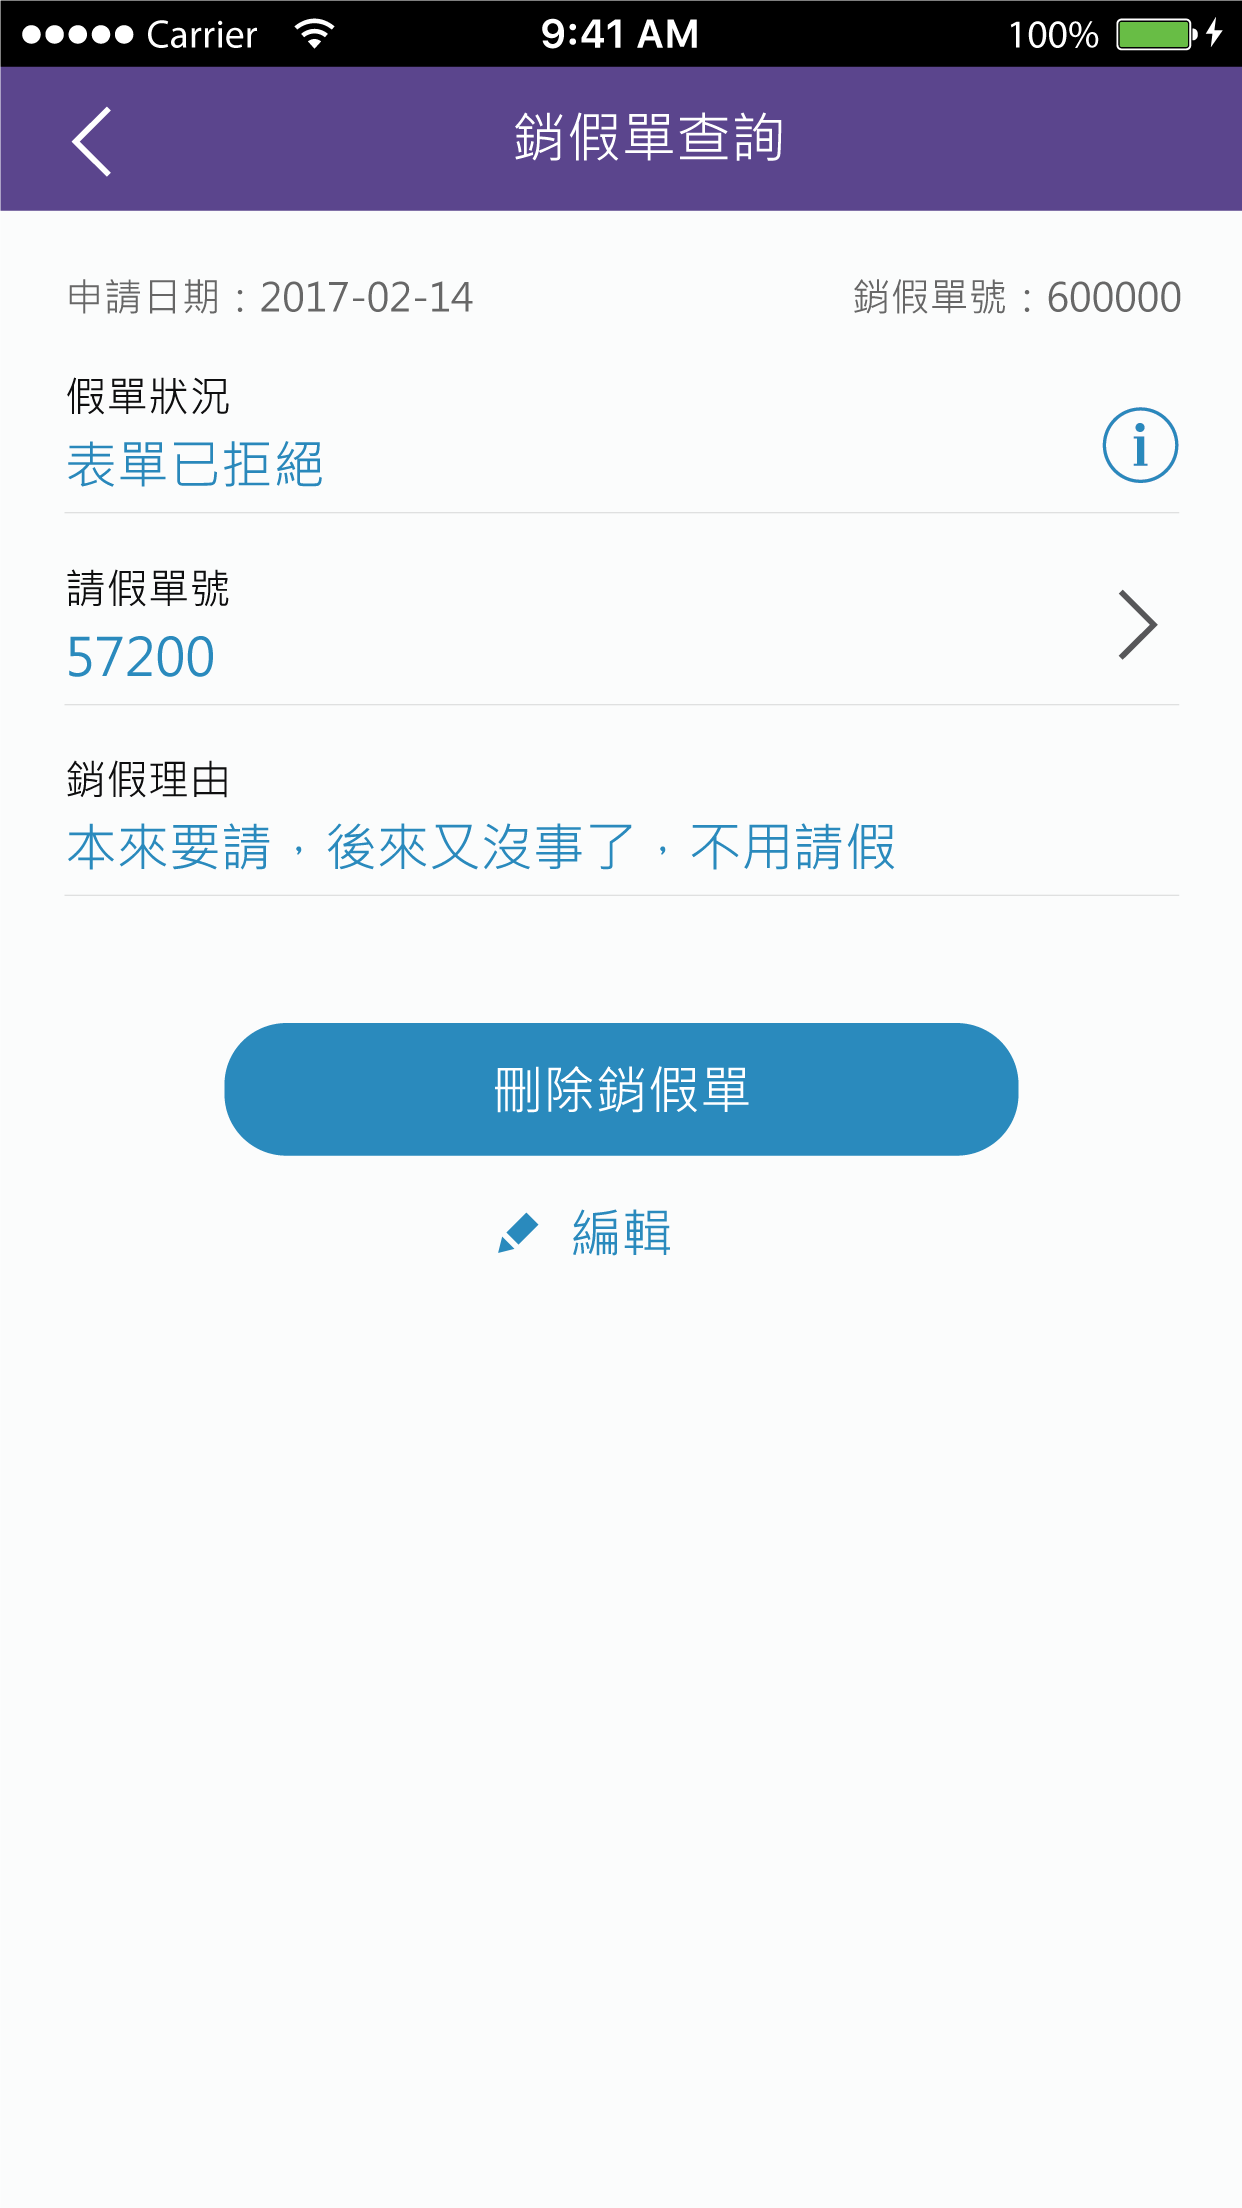 Carrier 9:41 AM 100%
銷假單查詢
申請日期：2017-02-14 銷假單號：600000
假單狀況
表單已拒絕
請假單號
57200
銷假理由
本來要請，後來又沒事了，不用請假
刪除銷假單
編輯